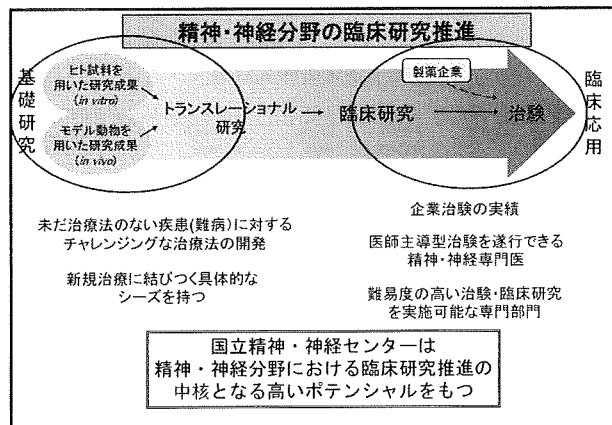 精神・神経分野の臨床研究推進
基礎研究
ヒト試料を
用いた研究成果
(in vitro)
モデル動物を
用いた研究成果
(in vivo)
トランスレーショナル
研究
臨床研究
製薬企業
治験
臨床応用
未だ治療法のない疾患(難病)に対する
チャレンジングな治療法の開発
新規治療に結びつく具体的な
シーズを持つ
企業治験の実績
医師主導型治験を遂行できる
精神・神経専門医
難易度の高い治験・臨床研究
を実施可能な専門部門
国立精神・神経センターは
精神・神経分野における臨床研究推進の
中核となる高いポテンシャルをもつ